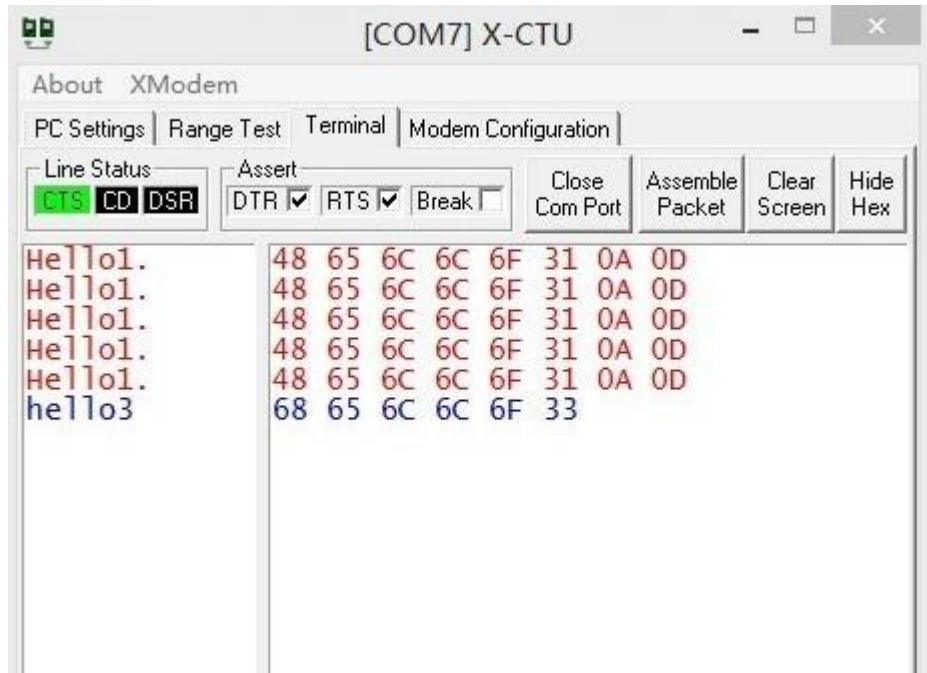 [COM7] X-CTU
About XModem
PC Settings Range Test Terminal Modem Configuration
Line Status Assert
CTS CD DSR DTR RTS Break Close Com Port Assemble Packet Clear Screen Hide Hex
Hello1. 48 65 6C 6C 6F 31 0A 0D
Hello1. 48 65 6C 6C 6F 31 0A 0D
Hello1. 48 65 6C 6C 6F 31 0A 0D
Hello1. 48 65 6C 6C 6F 31 0A 0D
Hello1. 48 65 6C 6C 6F 31 0A 0D
hello3 68 65 6C 6C 6F 33